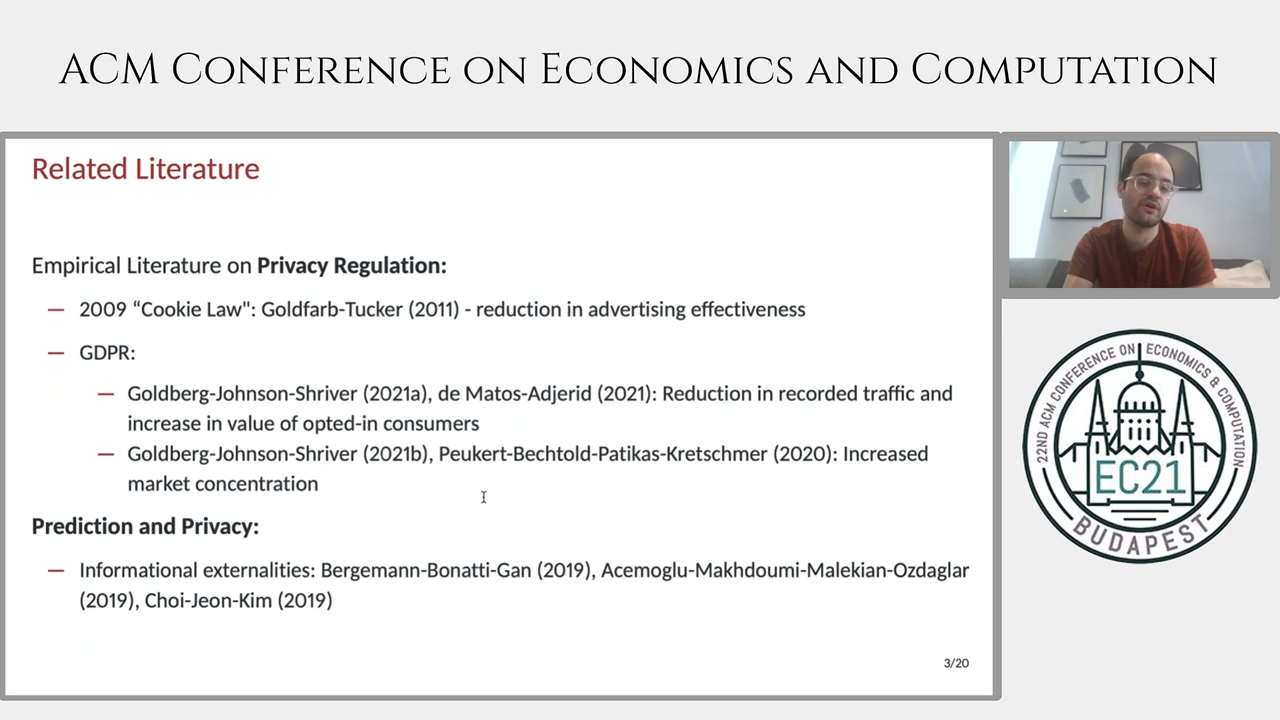 ACM Conference on Economics and Computation
Related Literature
Empirical Literature on Privacy Regulation:
— 2009 “Cookie Law": Goldfarb-Tucker (2011) - reduction in advertising effectiveness
— GDPR:
— Goldberg-Johnson-Shriver (2021a), de Matos-Adjerid (2021): Reduction in recorded traffic and
increase in value of opted-in consumers
— Goldberg-Johnson-Shriver (2021b), Peukert-Bechtold-Patikas-Kretschmer (2020): Increased
market concentration
Prediction and Privacy:
— Informational externalities: Bergemann-Bonatti-Gan (2019), Acemoglu-Makhdoumi-Malekian-Ozdaglar
(2019), Choi-Jeon-Kim (2019)
3/20
22ND ACM CONFERENCE ON ECONOMICS & COMPUTATION
EC21
BUDAPEST